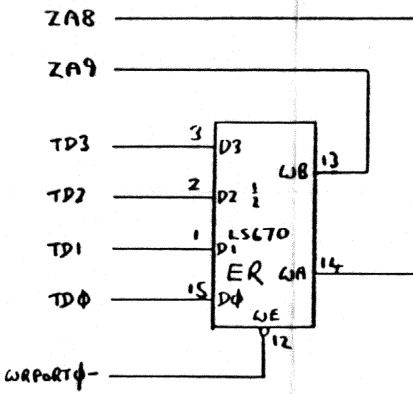 ZA8
ZA9
TD3 3 D3
WB 13
TD2 2 D2 1/2
TD1 1 D1 LS670
ER WA 14
TDΦ 15 DΦ
WE
12
WRPORTΦ-